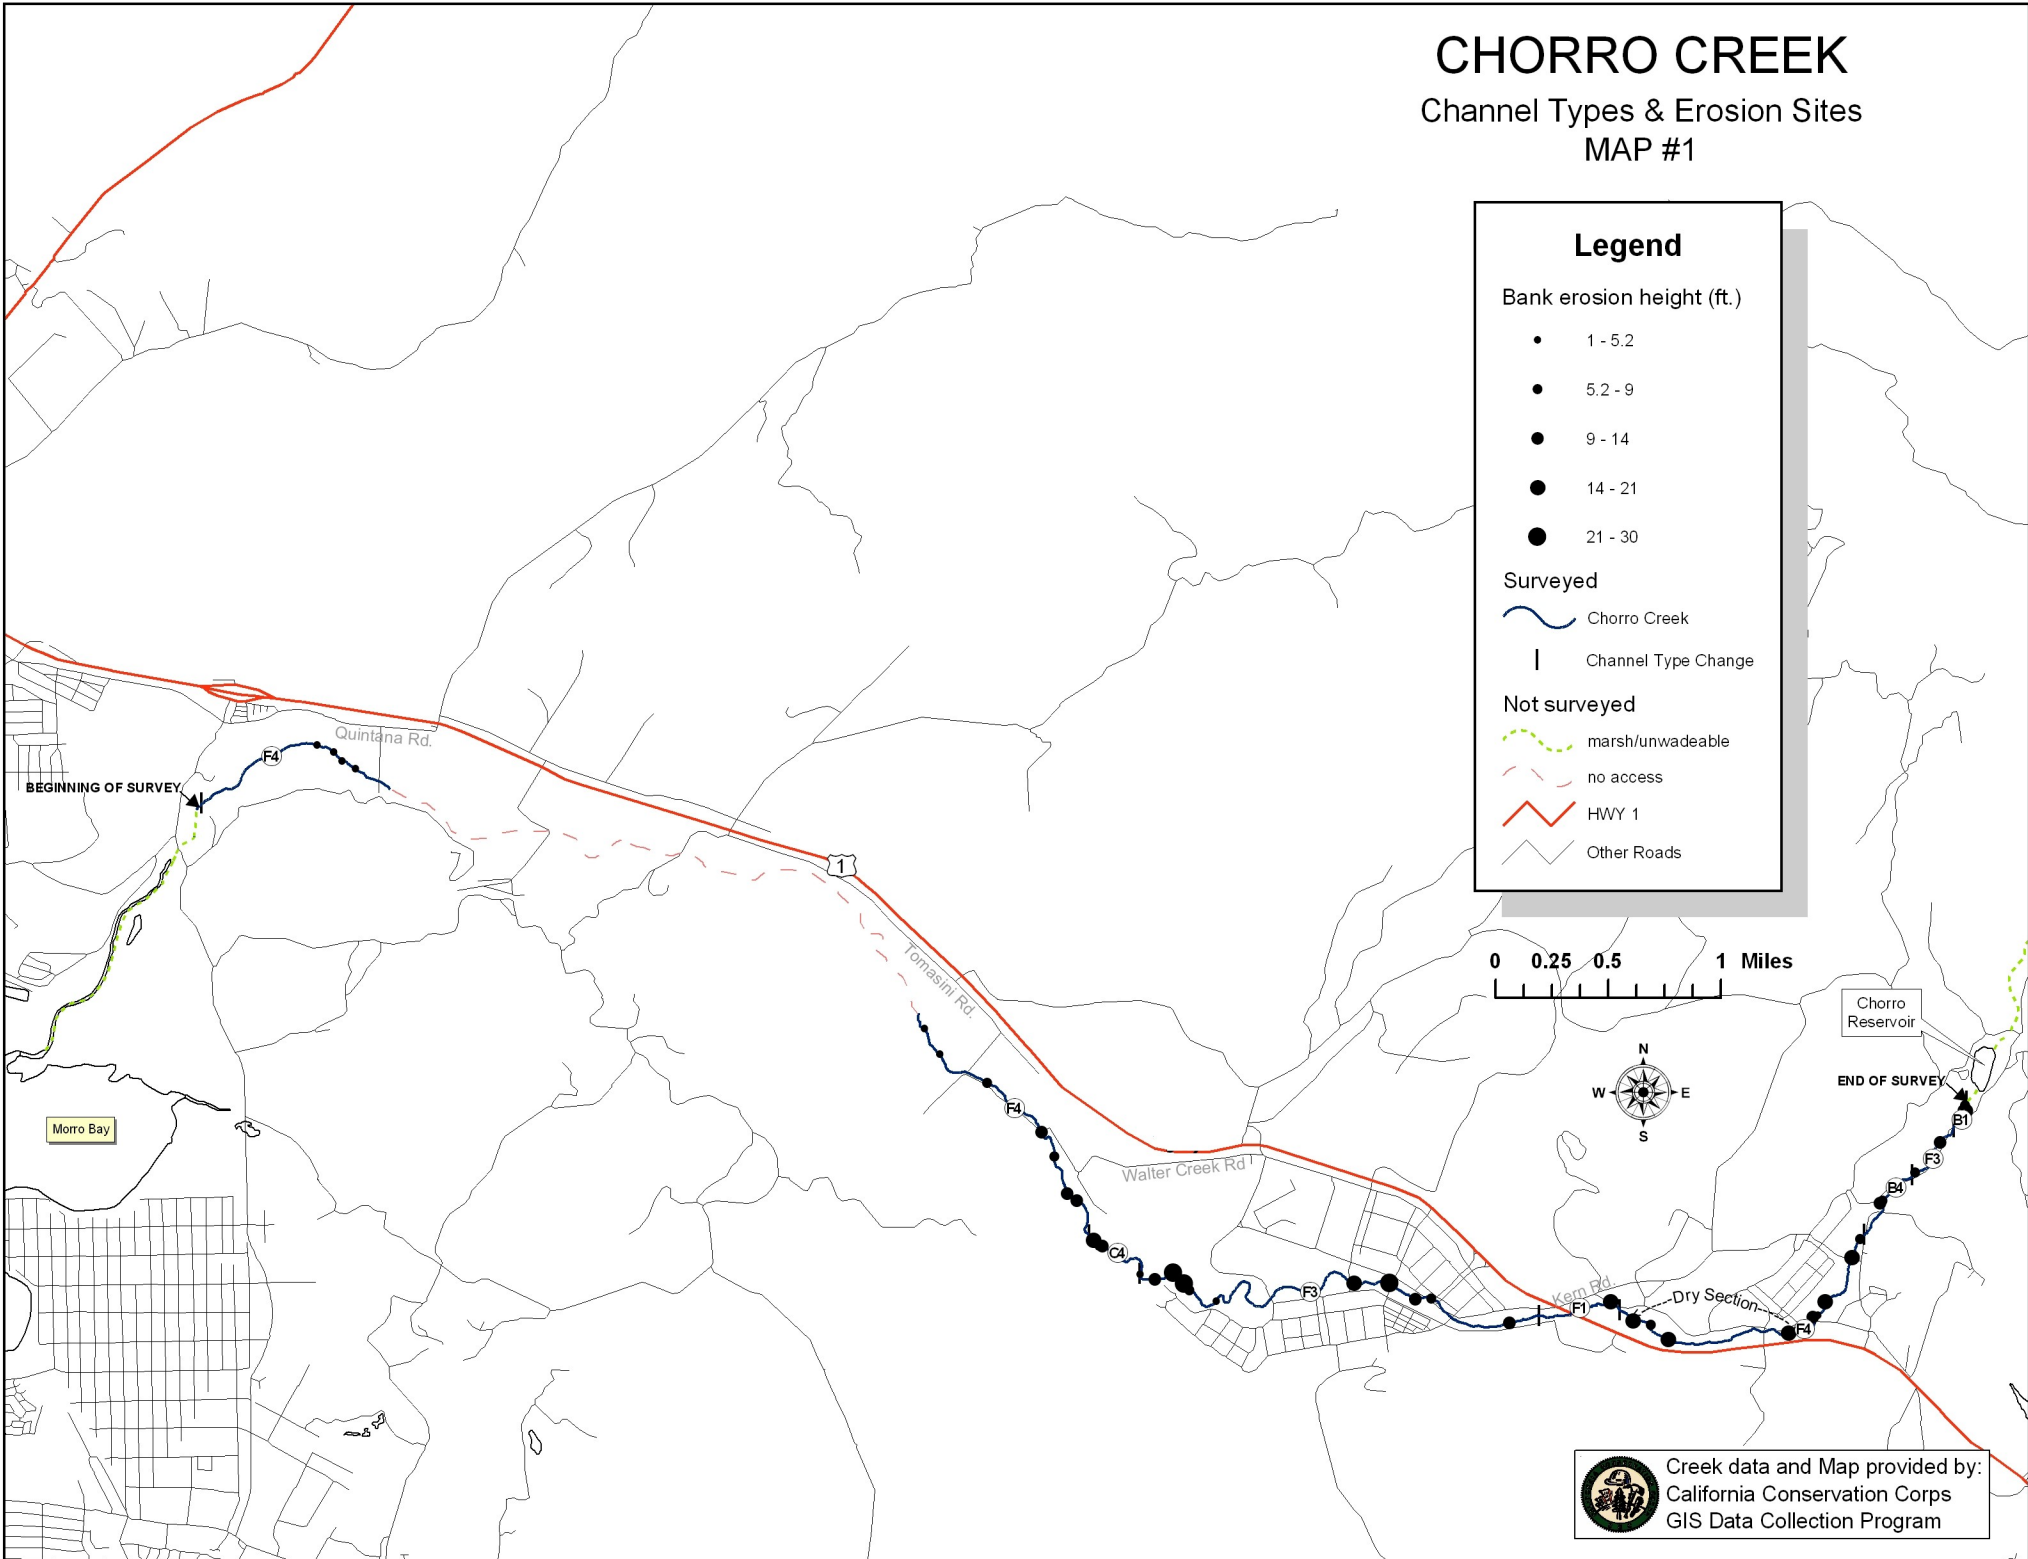 CHORRO CREEK
Channel Types & Erosion Sites
MAP #1
Legend
Bank erosion height (ft.)
1 - 5.2
5.2 - 9
9 - 14
14 - 21
21 - 30
Surveyed
Chorro Creek
Channel Type Change
Not surveyed
marsh/unwadeable
no access
HWY 1
Other Roads
Quintana Rd.
F4
BEGINNING OF SURVEY
1
Tomasini Rd.
0 0.25 0.5 1 Miles
Chorro
Reservoir
N
W E
S
END OF SURVEY
B1
F3
B4
Morro Bay
F4
Walter Creek Rd
C4
F3
Kern Rd.
F1
Dry Section
F4
Creek data and Map provided by:
California Conservation Corps
GIS Data Collection Program